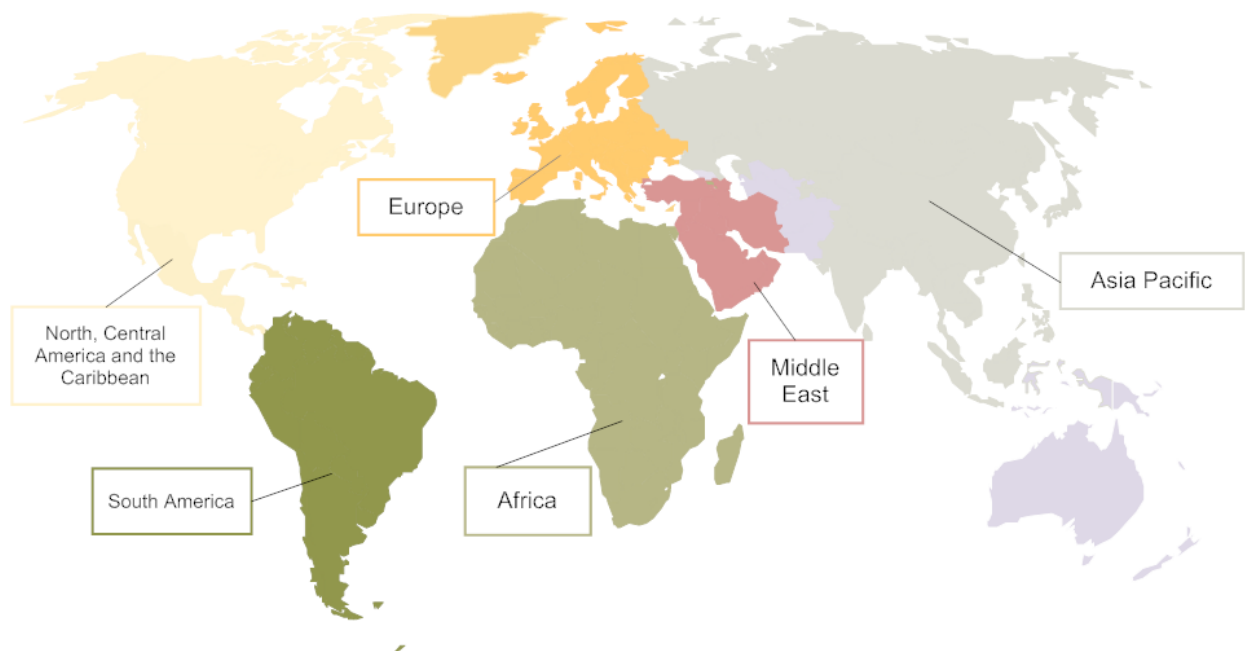 Europe
Asia Pacific
North, Central
America and the
Caribbean
Middle
East
South America
Africa